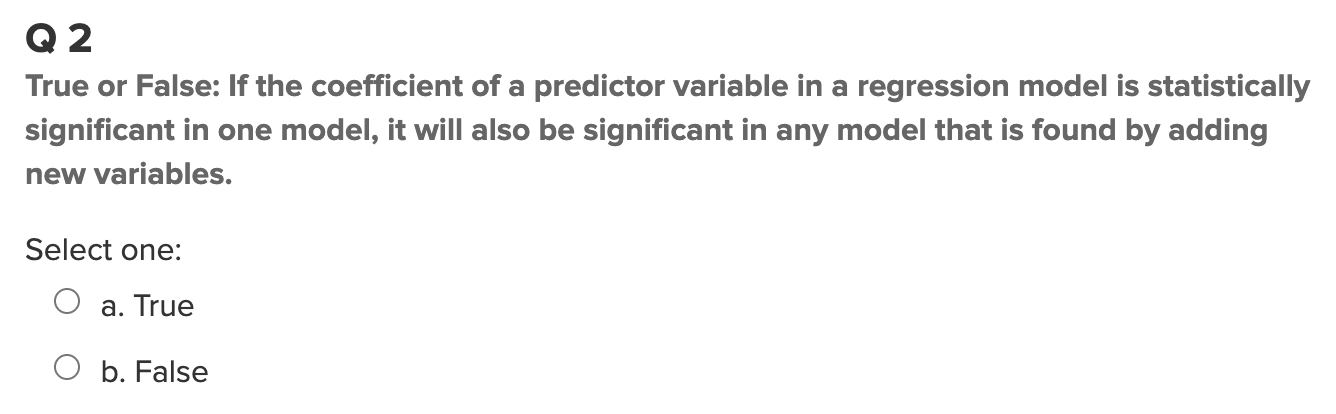 Q 2
True or False: If the coefficient of a predictor variable in a regression model is statistically
significant in one model, it will also be significant in any model that is found by adding
new variables.
Select one:
a. True
b. False